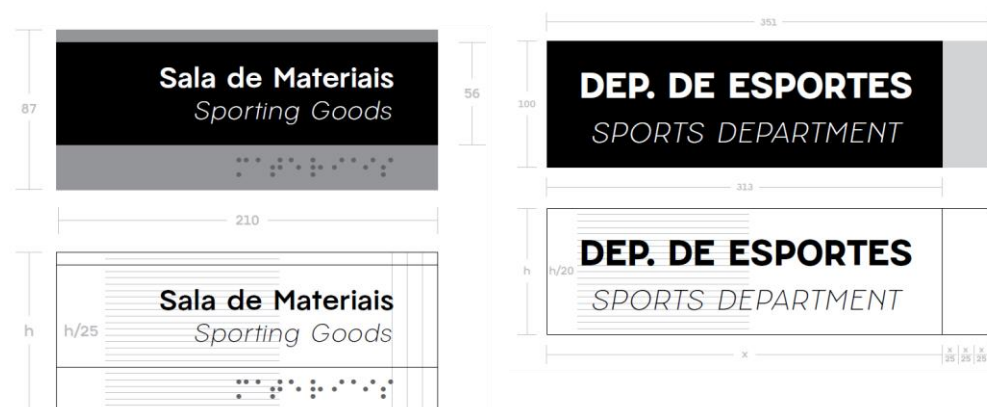 87
Sala de Materiais
Sporting Goods
56
210
h
h/25
Sala de Materiais
Sporting Goods
351
100
DEP. DE ESPORTES
SPORTS DEPARTMENT
313
h
h/20
DEP. DE ESPORTES
SPORTS DEPARTMENT
x
x x x
25 25 25